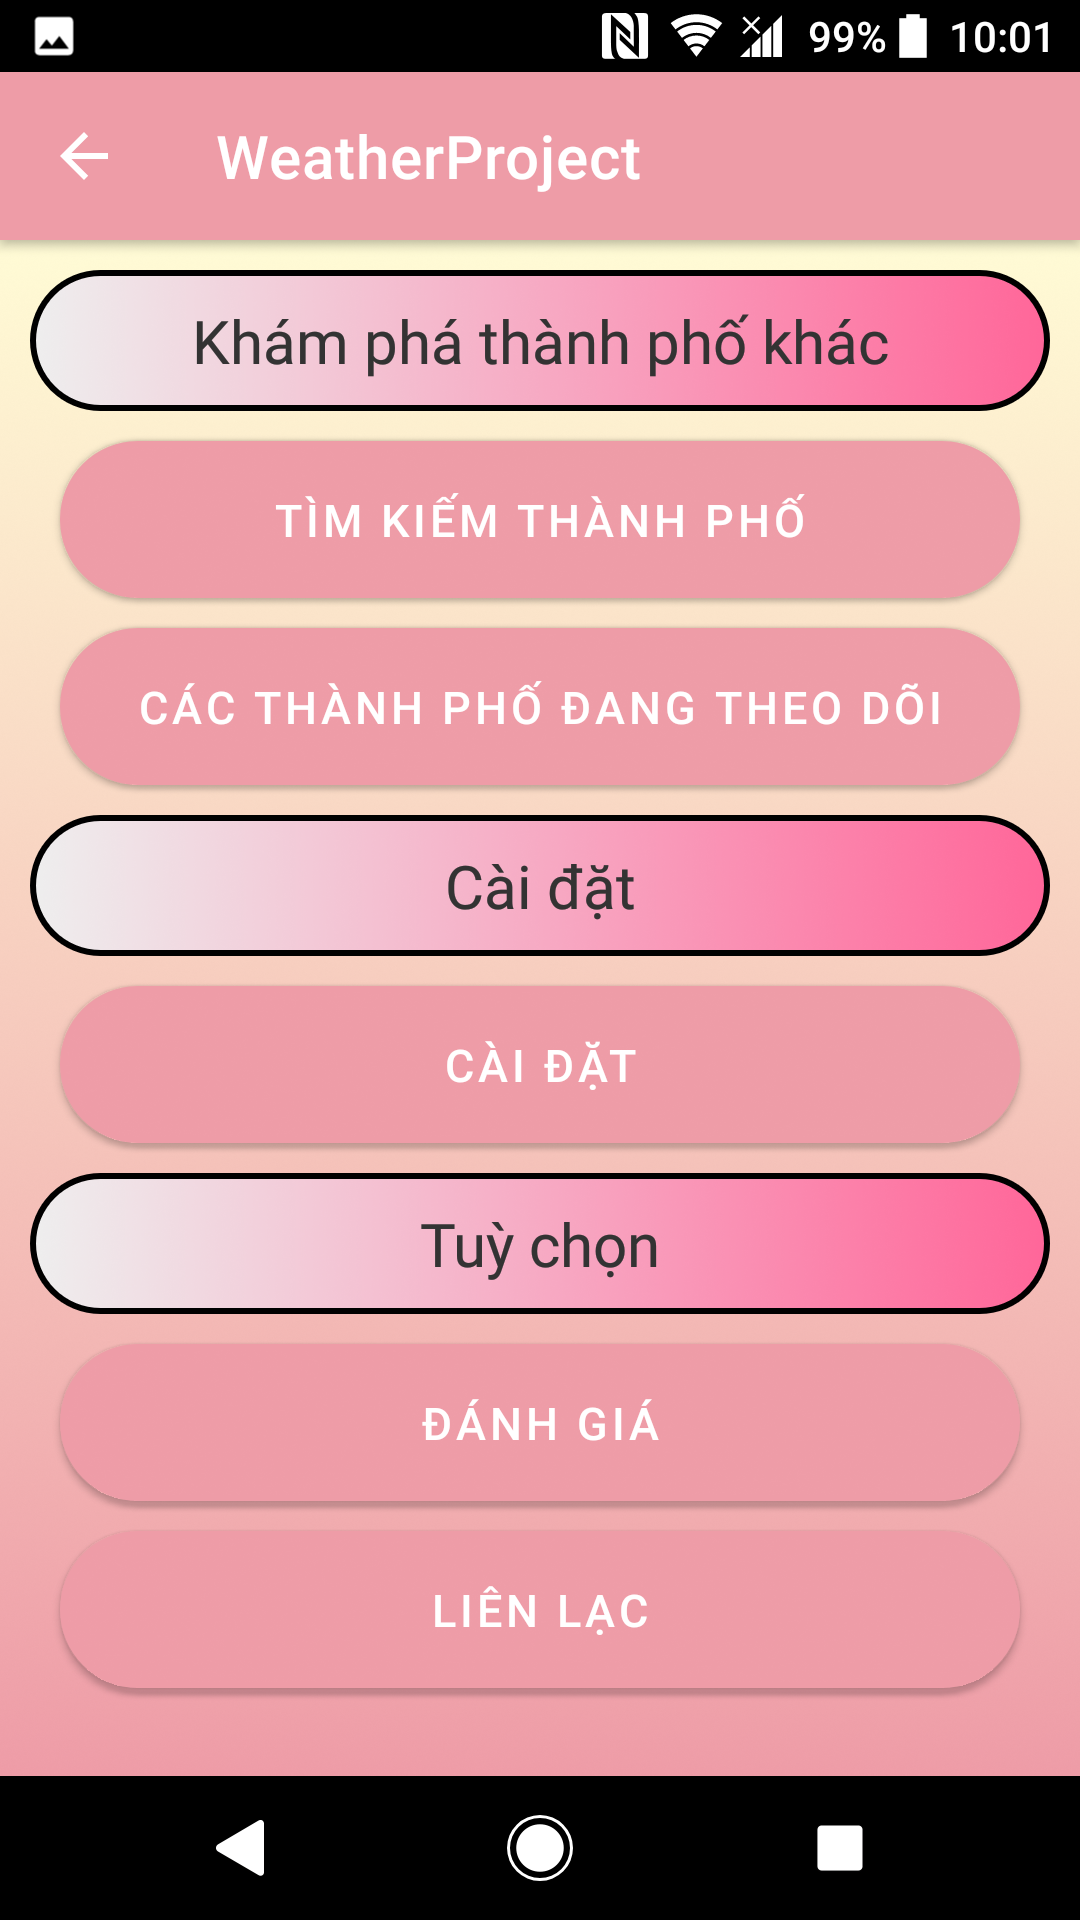 99% 10:01
WeatherProject
Khám phá thành phố khác
TÌM KIẾM THÀNH PHỐ
CÁC THÀNH PHỐ ĐANG THEO DÕI
Cài đặt
CÀI ĐẶT
Tuỳ chọn
ĐÁNH GIÁ
LIÊN LẠC